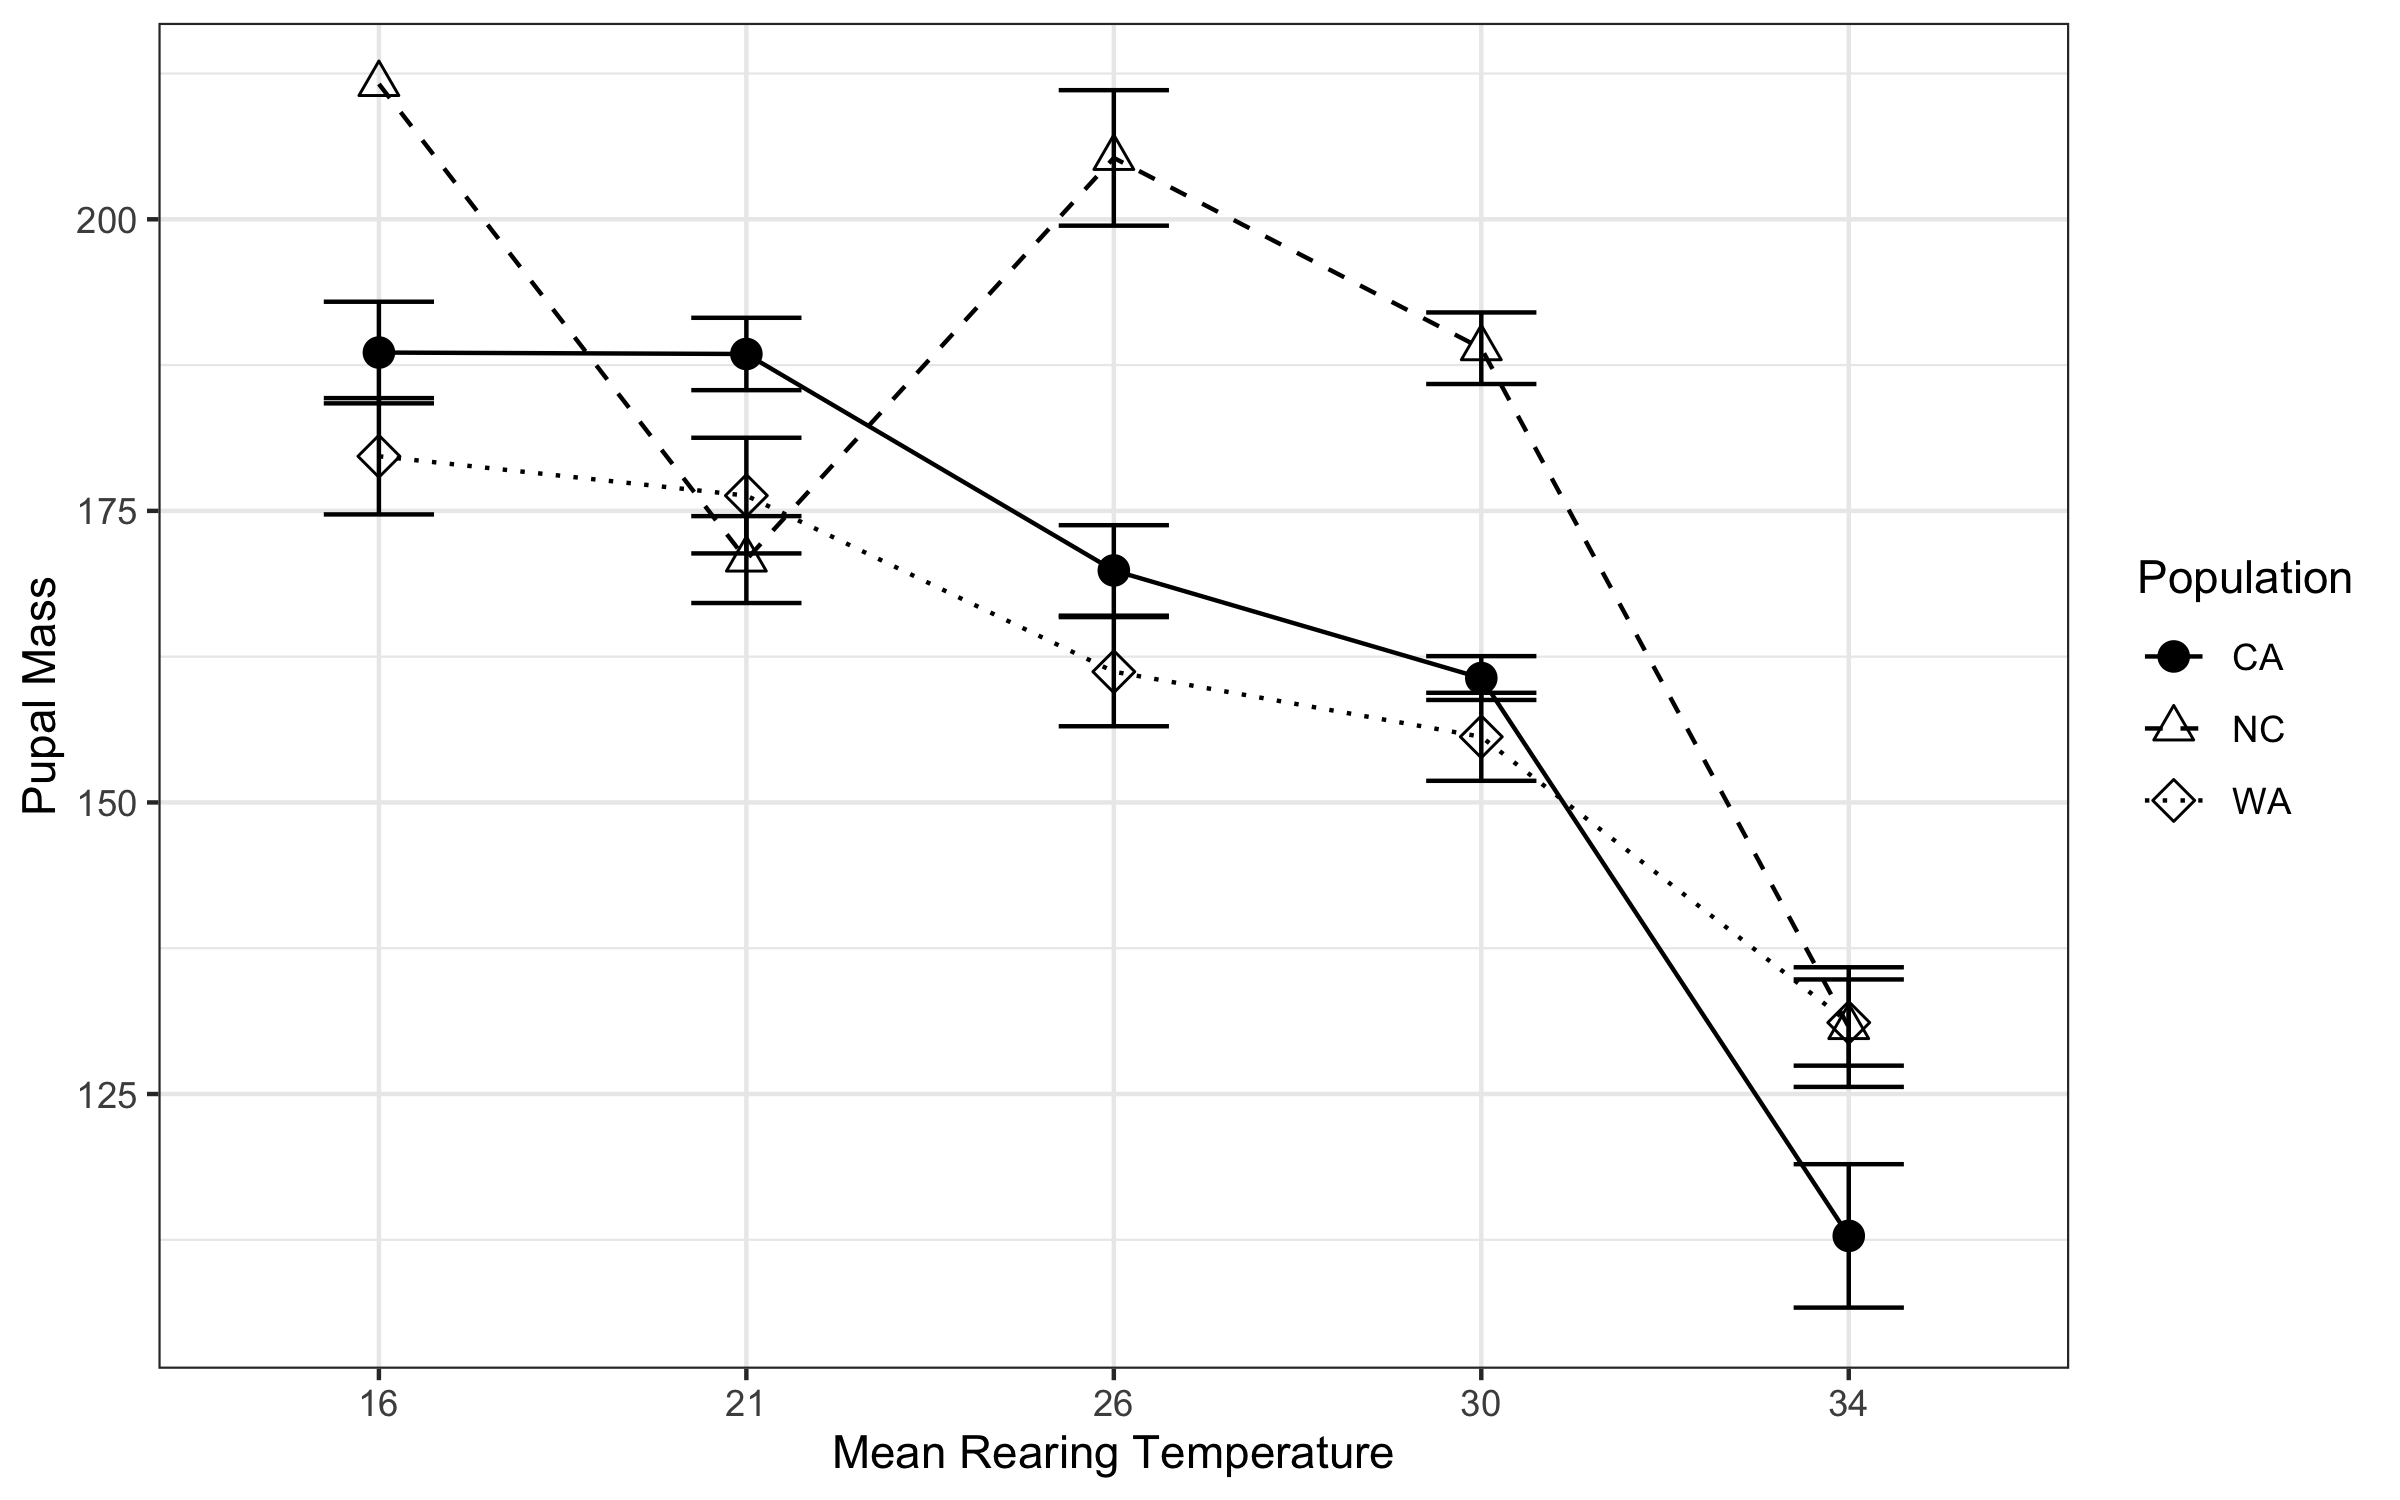 200
175
150
125
Pupal Mass
16 21 26 30 34
Mean Rearing Temperature
Population
CA
NC
WA